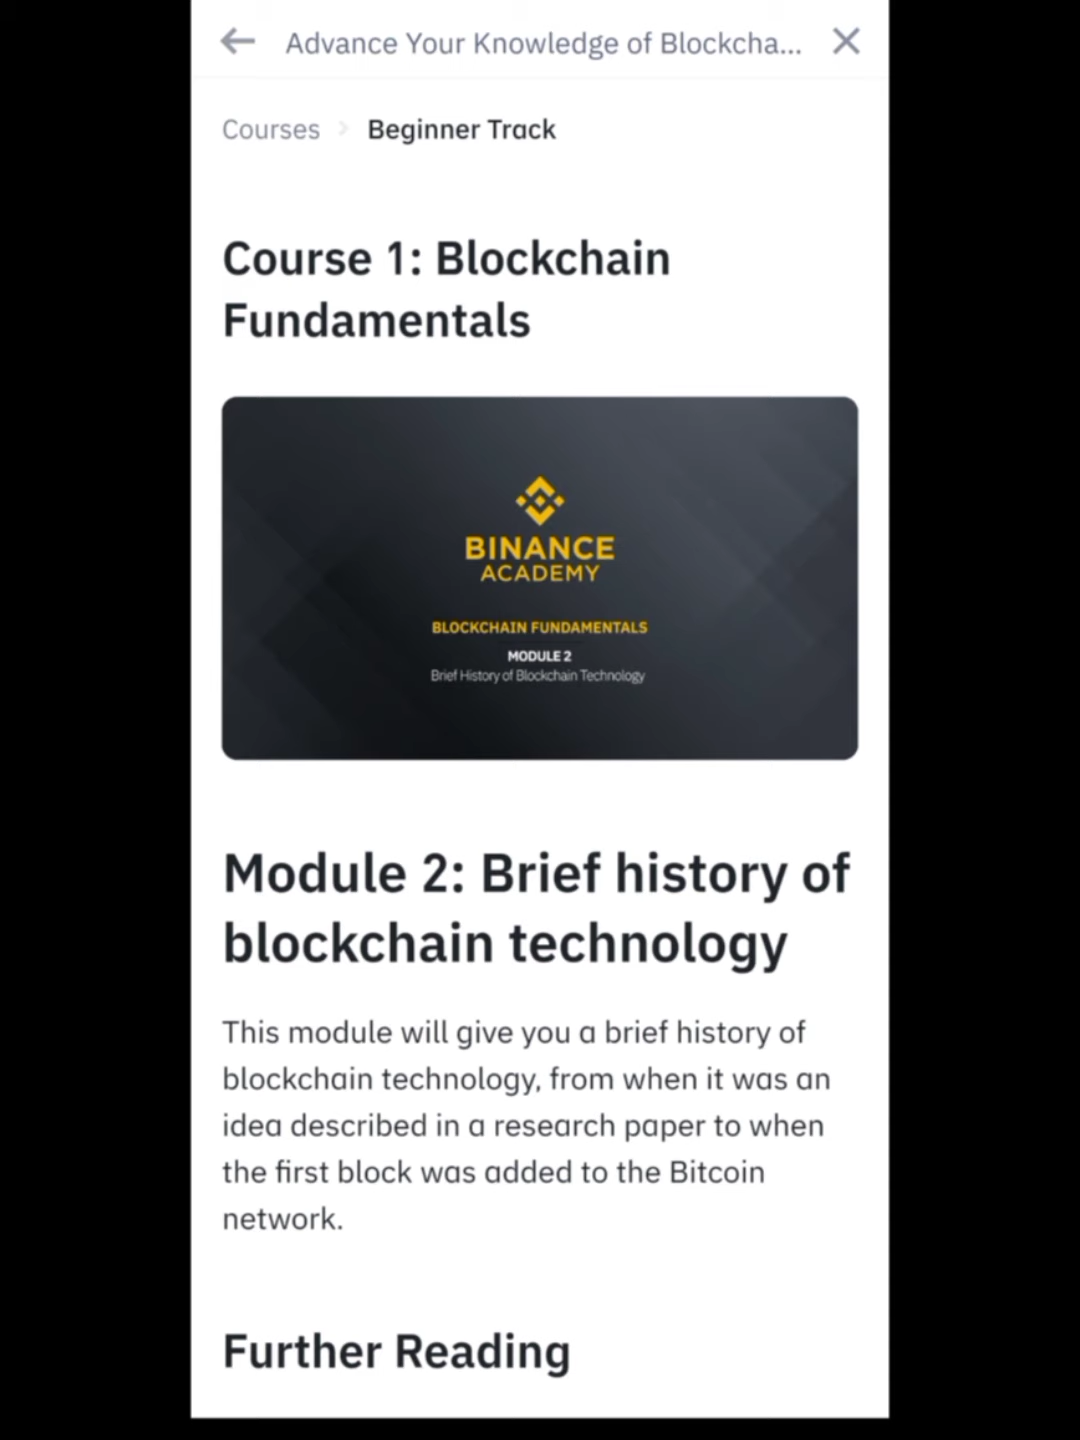 Advance Your Knowledge of Blockcha...
Courses > Beginner Track
Course 1: Blockchain
Fundamentals
BINANCE
ACADEMY
BLOCKCHAIN FUNDAMENTALS
MODULE 2
Brief History of Blockchain Technology
Module 2: Brief history of
blockchain technology
This module will give you a brief history of
blockchain technology, from when it was an
idea described in a research paper to when
the first block was added to the Bitcoin
network.
Further Reading